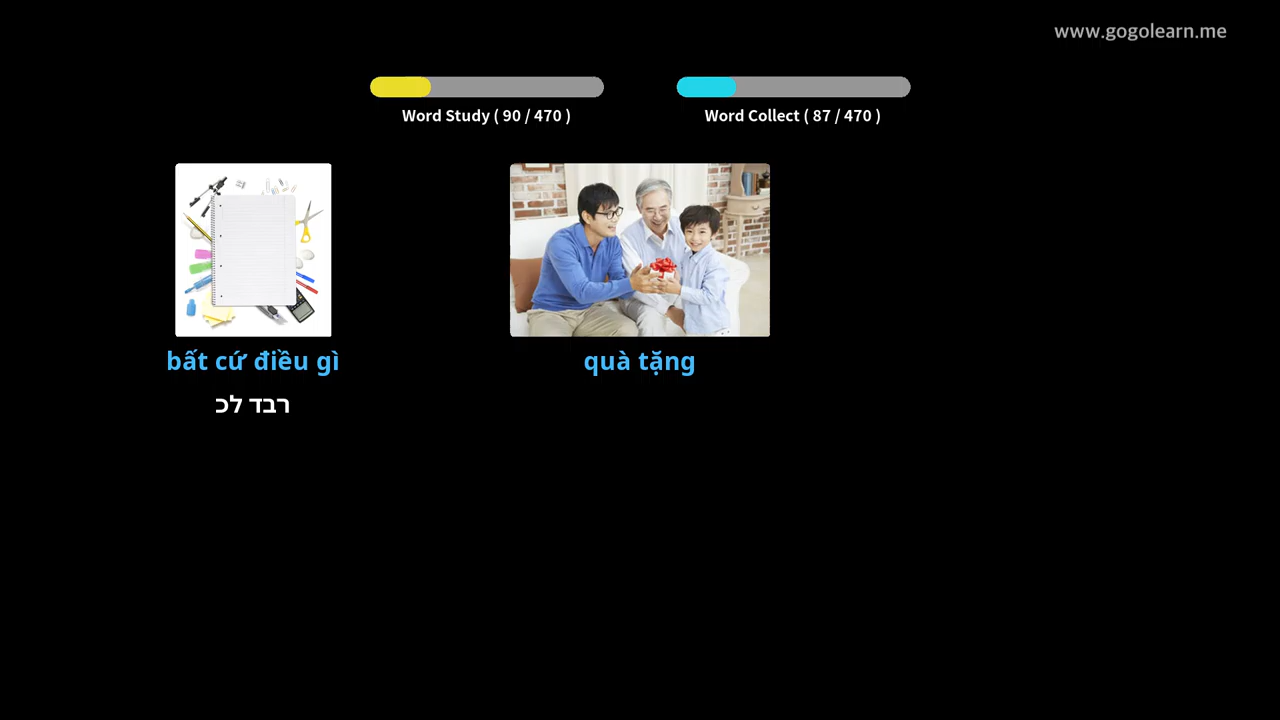 www.gogolearn.me
Word Study ( 90 / 470 )
Word Collect ( 87 / 470 )
bất cứ điều gì
רבד לכ
quà tặng